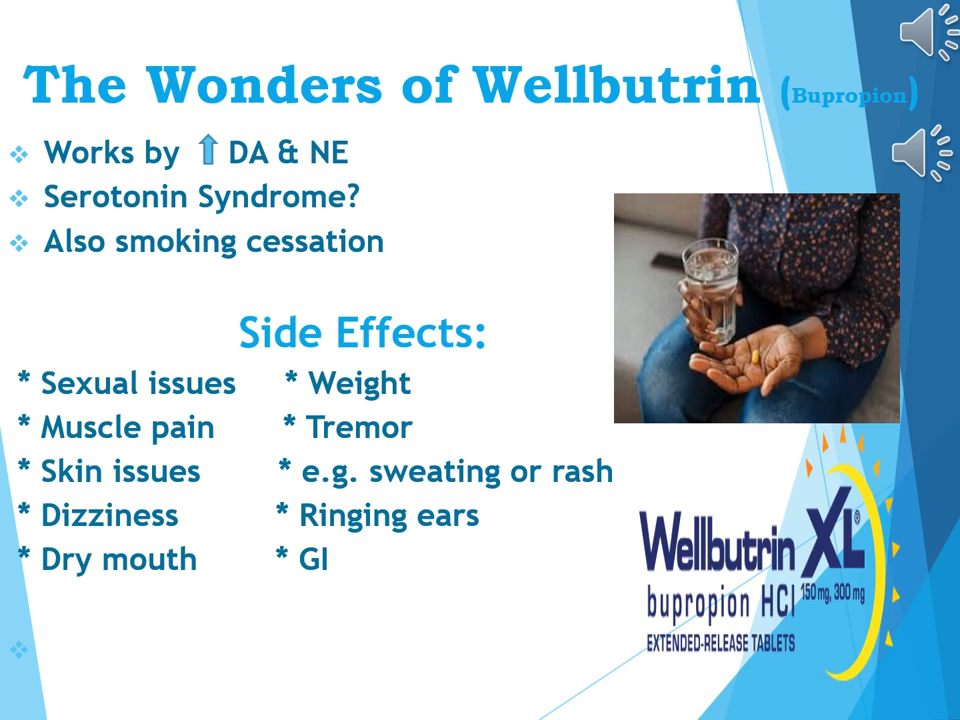 The Wonders of Wellbutrin (Bupropion)
Works by ⬆ DA & NE
Serotonin Syndrome?
Also smoking cessation
Side Effects:
* Sexual issues * Weight
* Muscle pain * Tremor
* Skin issues * e.g. sweating or rash
* Dizziness * Ringing ears
* Dry mouth * GI
Wellbutrin XL®
150 mg, 300 mg
bupropion HCl
EXTENDED-RELEASE TABLETS